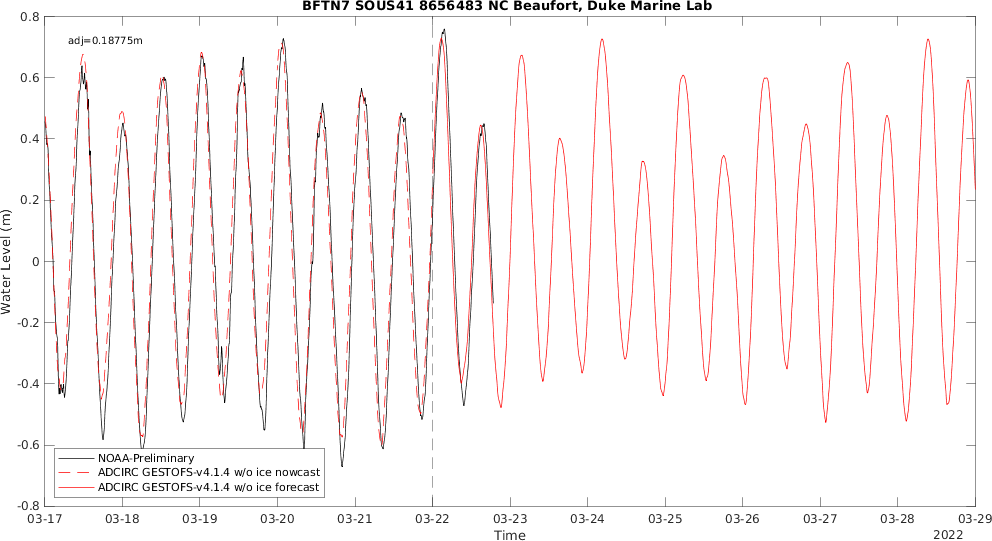 BFTN7 SOUS41 8656483 NC Beaufort, Duke Marine Lab
adj=0.18775m
0.8
0.6
0.4
0.2
0
-0.2
-0.4
-0.6
-0.8
Water Level (m)
NOAA-Preliminary
ADCIRC GESTOFS-v4.1.4 w/o ice nowcast
ADCIRC GESTOFS-v4.1.4 w/o ice forecast
03-17 03-18 03-19 03-20 03-21 03-22 03-23 03-24 03-25 03-26 03-27 03-28 03-29
Time
2022